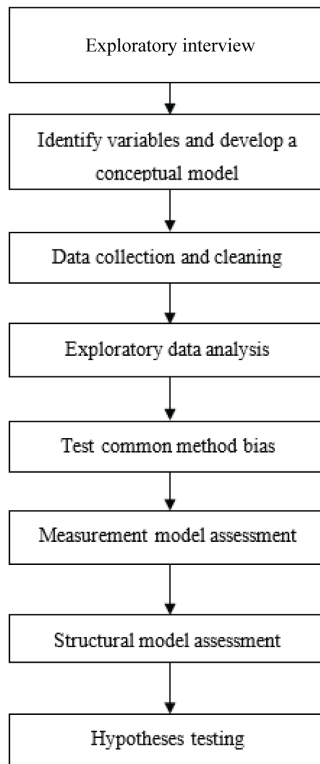 Exploratory interview
Identify variables and develop a
conceptual model
Data collection and cleaning
Exploratory data analysis
Test common method bias
Measurement model assessment
Structural model assessment
Hypotheses testing